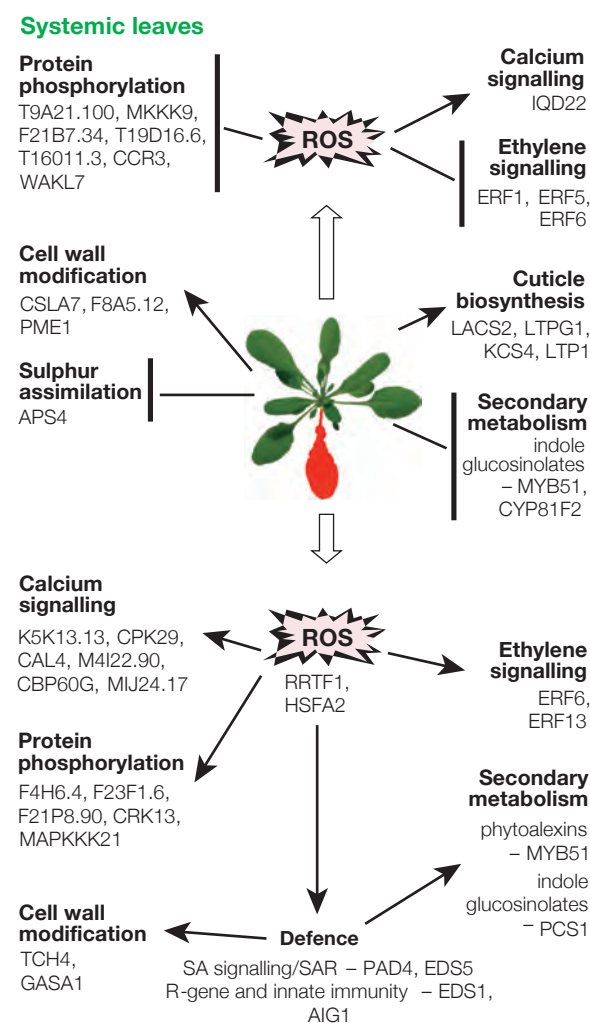 Systemic leaves
Protein
phosphorylation
T9A21.100, MKKK9,
F21B7.34, T19D16.6,
T16011.3, CCR3,
WAKL7
ROS
Calcium
signalling
IQD22
Ethylene
signalling
ERF1, ERF5,
ERF6
Cell wall
modification
CSLA7, F8A5.12,
PME1
Cuticle
biosynthesis
LACS2, LTPG1,
KCS4, LTP1
Sulphur
assimilation
APS4
Secondary
metabolism
indole
glucosinolates
– MYB51,
CYP81F2
Calcium
signalling
K5K13.13, CPK29,
CAL4, M4I22.90,
CBP60G, MIJ24.17
ROS
RRTF1,
HSFA2
Ethylene
signalling
ERF6,
ERF13
Protein
phosphorylation
F4H6.4, F23F1.6,
F21P8.90, CRK13,
MAPKKK21
Secondary
metabolism
phytoalexins
– MYB51
indole
glucosinolates
– PCS1
Cell wall
modification
TCH4,
GASA1
Defence
SA signalling/SAR – PAD4, EDS5
R-gene and innate immunity – EDS1,
AIG1